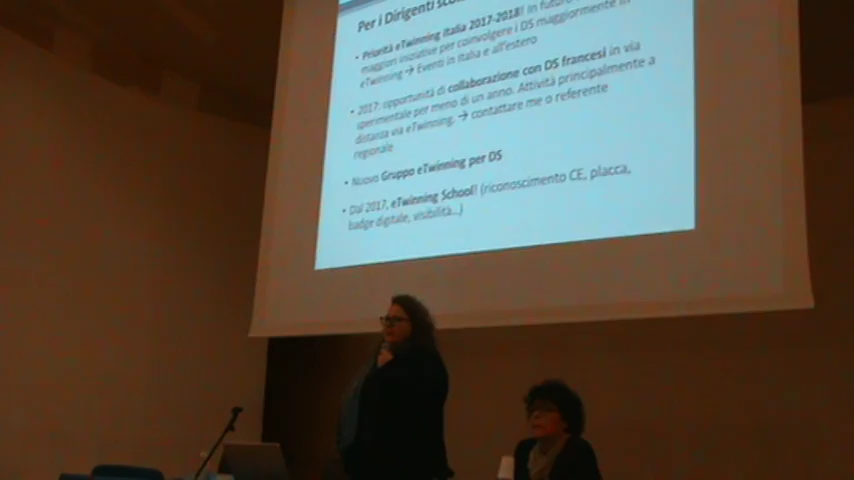 Per i Dirigenti
• Priorità eTwinning Italia 2017-2018! In futuro
maggiori iniziative per coinvolgere i DS maggiormente in
eTwinning → Eventi in Italia e all'estero
• 2017: opportunità di collaborazione con DS francesi in via
sperimentale per meno di un anno. Attività principalmente a
distanza via eTwinning. → contattare me o referente
regionale
• Nuovo Gruppo eTwinning per DS
• Dal 2017, eTwinning School! (riconoscimento CE, placca,
badge digitale, visibilità...)